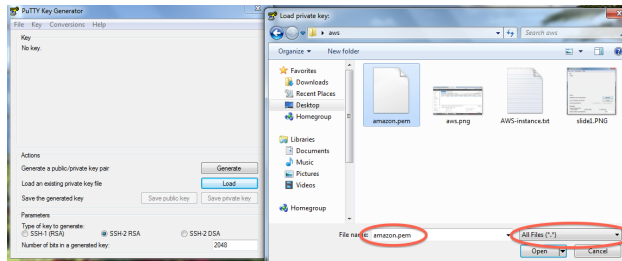 PuTTY Key Generator
File Key Conversions Help
Key
No key.
Actions
Generate a public/private key pair
Generate
Load an existing private key file
Load
Save the generated key
Save public key
Save private key
Parameters
Type of key to generate:
SSH-1 (RSA)
SSH-2 RSA
SSH-2 DSA
Number of bits in a generated key:
2048
Load private key:
aws
Search aws
Organize
New folder
Favorites
Downloads
Recent Places
Desktop
Homegroup
Libraries
Documents
Music
Pictures
Videos
Homegroup
amazon.pem
aws.png
AWS-instance.txt
slide1.PNG
File name:
amazon.pem
All Files (*.*)
Open
Cancel